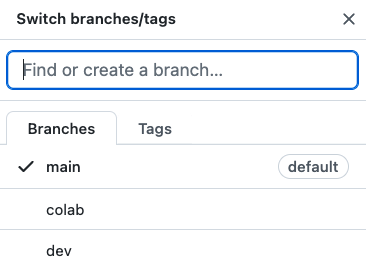 Switch branches/tags
Find or create a branch...
Branches Tags
main default
colab
dev